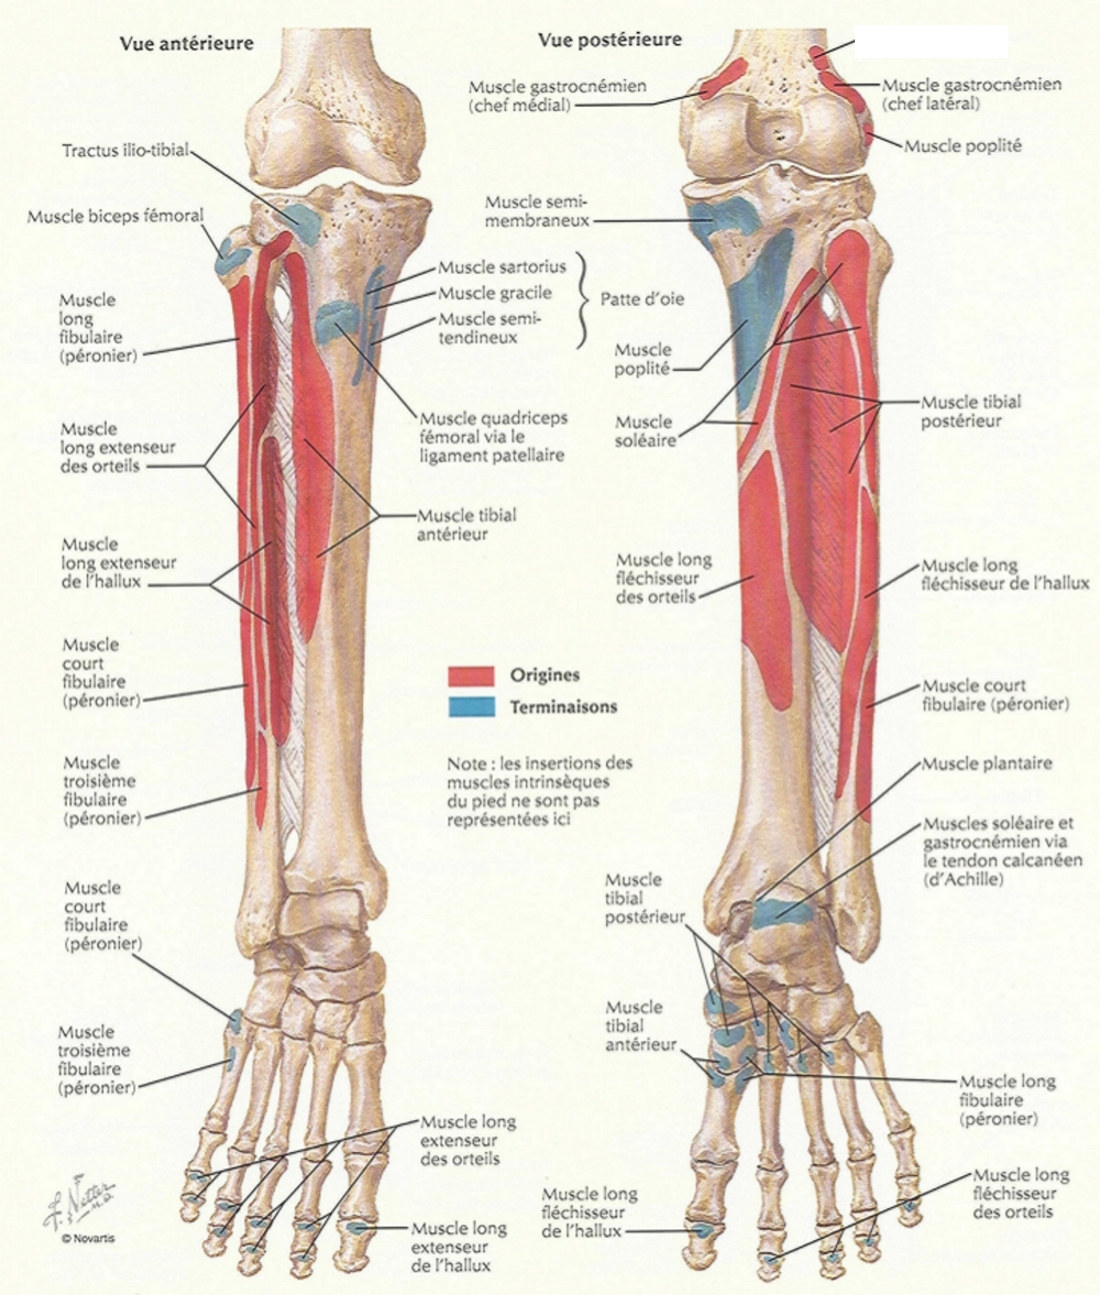 Vue antérieure
Tractus ilio-tibial
Muscle biceps fémoral
Muscle
long
fibulaire
(péronier)
Muscle
long extenseur
des orteils
Muscle
long extenseur
de l'hallux
Muscle
court
fibulaire
(péronier)
Muscle
troisième
fibulaire
(péronier)
Muscle
court
fibulaire
(péronier)
Muscle
troisième
fibulaire
(péronier)
Muscle sartorius
Muscle gracile
Muscle semi-
tendineux
Patte d'oie
Muscle quadriceps
fémoral via le
ligament patellaire
Muscle tibial
antérieur
Origines
Terminaisons
Note : les insertions des
muscles intrinsèques
du pied ne sont pas
représentées ici
Muscle long
extenseur
des orteils
Muscle long
extenseur
de l'hallux
F. Netter
M.D.
© Novartis
Vue postérieure
Muscle gastrocnémien
(chef médial)
Muscle gastrocnémien
(chef latéral)
Muscle poplité
Muscle semi-
membraneux
Muscle
poplité
Muscle
soléaire
Muscle tibial
postérieur
Muscle long
fléchisseur
des orteils
Muscle long
fléchisseur de l'hallux
Muscle court
fibulaire (péronier)
Muscle plantaire
Muscles soléaire et
gastrocnémien via
le tendon calcanéen
(d'Achille)
Muscle
tibial
postérieur
Muscle
tibial
antérieur
Muscle long
fibulaire
(péronier)
Muscle long
fléchisseur
des orteils
Muscle long
fléchisseur
de l'hallux